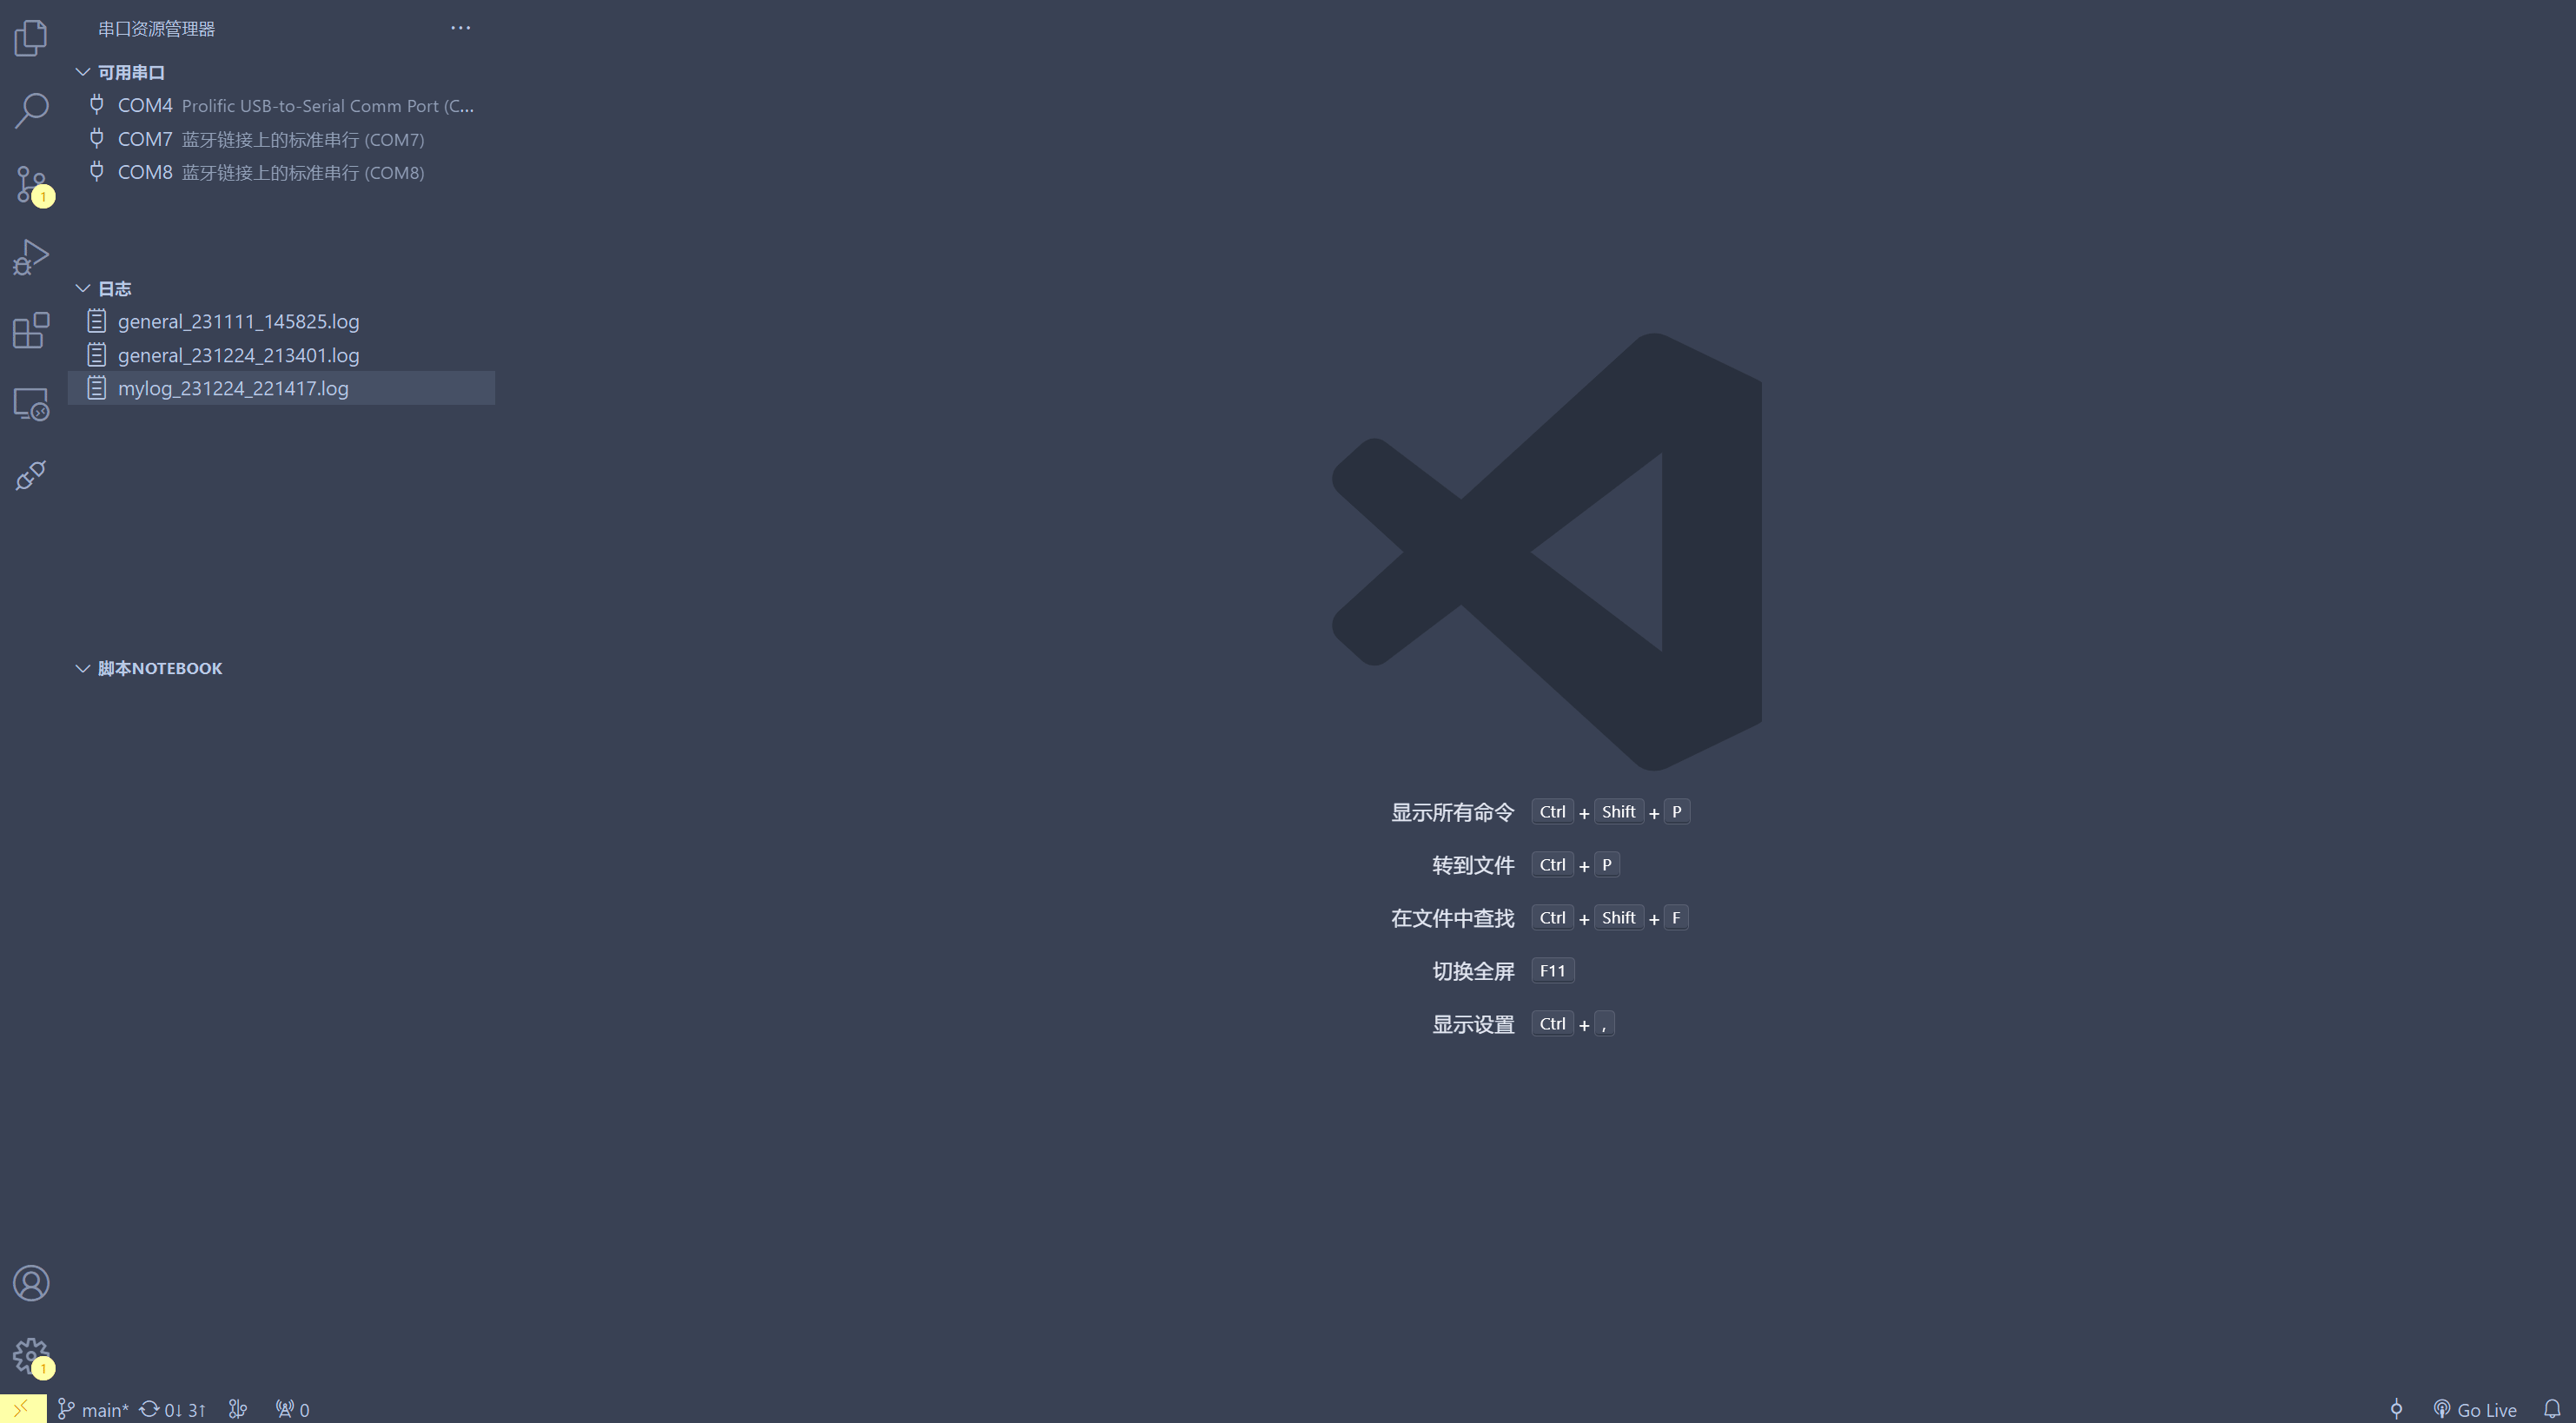 串口资源管理器
可用串口
COM4 Prolific USB-to-Serial Comm Port (C...
COM7 蓝牙链接上的标准串行 (COM7)
COM8 蓝牙链接上的标准串行 (COM8)
1
日志
general_231111_145825.log
general_231224_213401.log
mylog_231224_221417.log
脚本NOTEBOOK
显示所有命令 Ctrl + Shift + P
转到文件 Ctrl + P
在文件中查找 Ctrl + Shift + F
切换全屏 F11
显示设置 Ctrl + ,
1
main* 0↓ 3↑ 0 Go Live